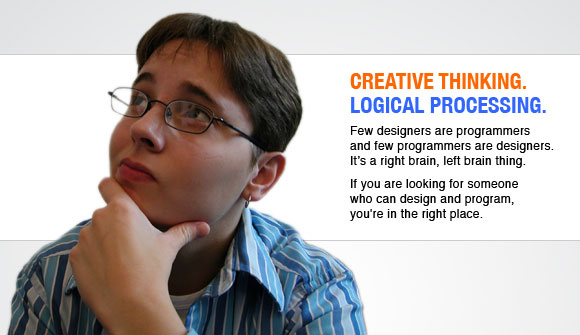 CREATIVE THINKING.
LOGICAL PROCESSING.
Few designers are programmers
and few programmers are designers.
It's a right brain, left brain thing.
If you are looking for someone
who can design and program,
you're in the right place.